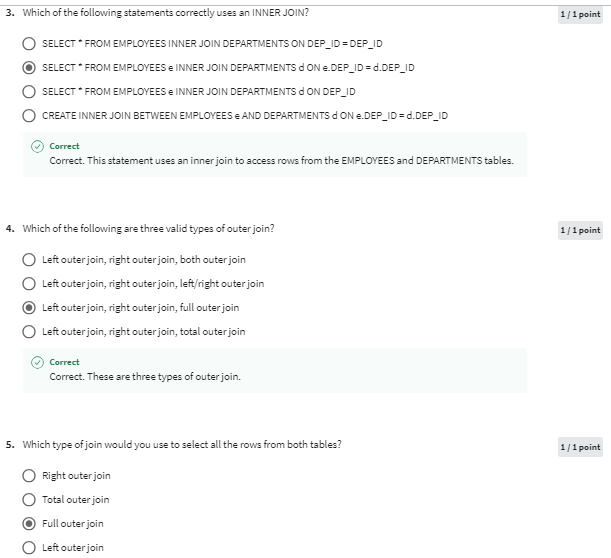 3. Which of the following statements correctly uses an INNER JOIN?
1 / 1 point
SELECT * FROM EMPLOYEES INNER JOIN DEPARTMENTS ON DEP_ID = DEP_ID
SELECT * FROM EMPLOYEES e INNER JOIN DEPARTMENTS d ON e.DEP_ID = d.DEP_ID
SELECT * FROM EMPLOYEES e INNER JOIN DEPARTMENTS d ON DEP_ID
CREATE INNER JOIN BETWEEN EMPLOYEES e AND DEPARTMENTS d ON e.DEP_ID = d.DEP_ID
Correct
Correct. This statement uses an inner join to access rows from the EMPLOYEES and DEPARTMENTS tables.
4. Which of the following are three valid types of outer join?
1 / 1 point
Left outer join, right outer join, both outer join
Left outer join, right outer join, left/right outer join
Left outer join, right outer join, full outer join
Left outer join, right outer join, total outer join
Correct
Correct. These are three types of outer join.
5. Which type of join would you use to select all the rows from both tables?
1 / 1 point
Right outer join
Total outer join
Full outer join
Left outer join